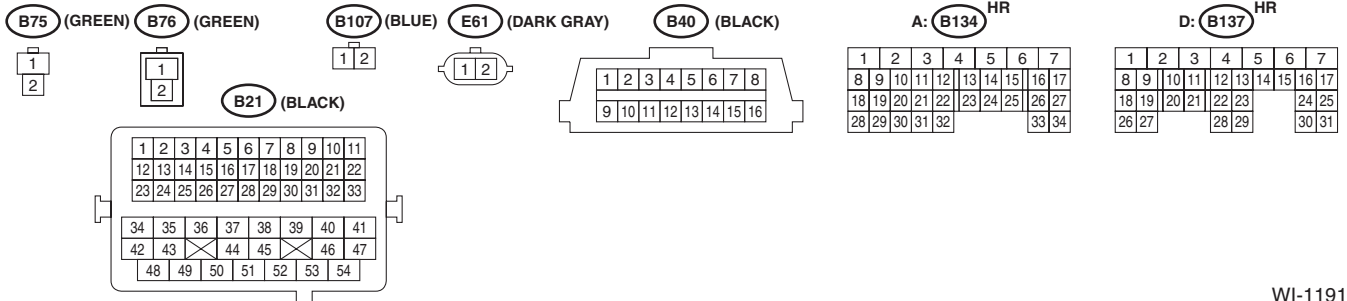 B75 (GREEN) B76 (GREEN) B107 (BLUE) E61 (DARK GRAY) B40 (BLACK) A: B134 HR D: B137 HR
1
2
1
2
1 2
1 2
1 2 3 4 5 6 7 8
9 10 11 12 13 14 15 16
1 2 3 4 5 6 7
8 9 10 11 12 13 14 15 16 17
18 19 20 21 22 23 24 25 26 27
28 29 30 31 32 33 34
1 2 3 4 5 6 7
8 9 10 11 12 13 14 15 16 17
18 19 20 21 22 23 24 25
26 27 28 29 30 31
B21 (BLACK)
1 2 3 4 5 6 7 8 9 10 11
12 13 14 15 16 17 18 19 20 21 22
23 24 25 26 27 28 29 30 31 32 33
34 35 36 37 38 39 40 41
42 43 44 45 46 47
48 49 50 51 52 53 54
WI-1191